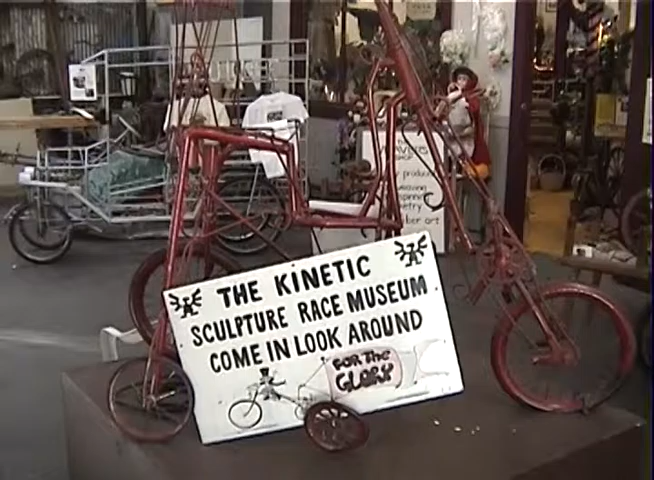 THE KiNETIC
SCULPTURE RACE MUSEUM
COME IN LOOK AROUND
FOR THE
GLORY